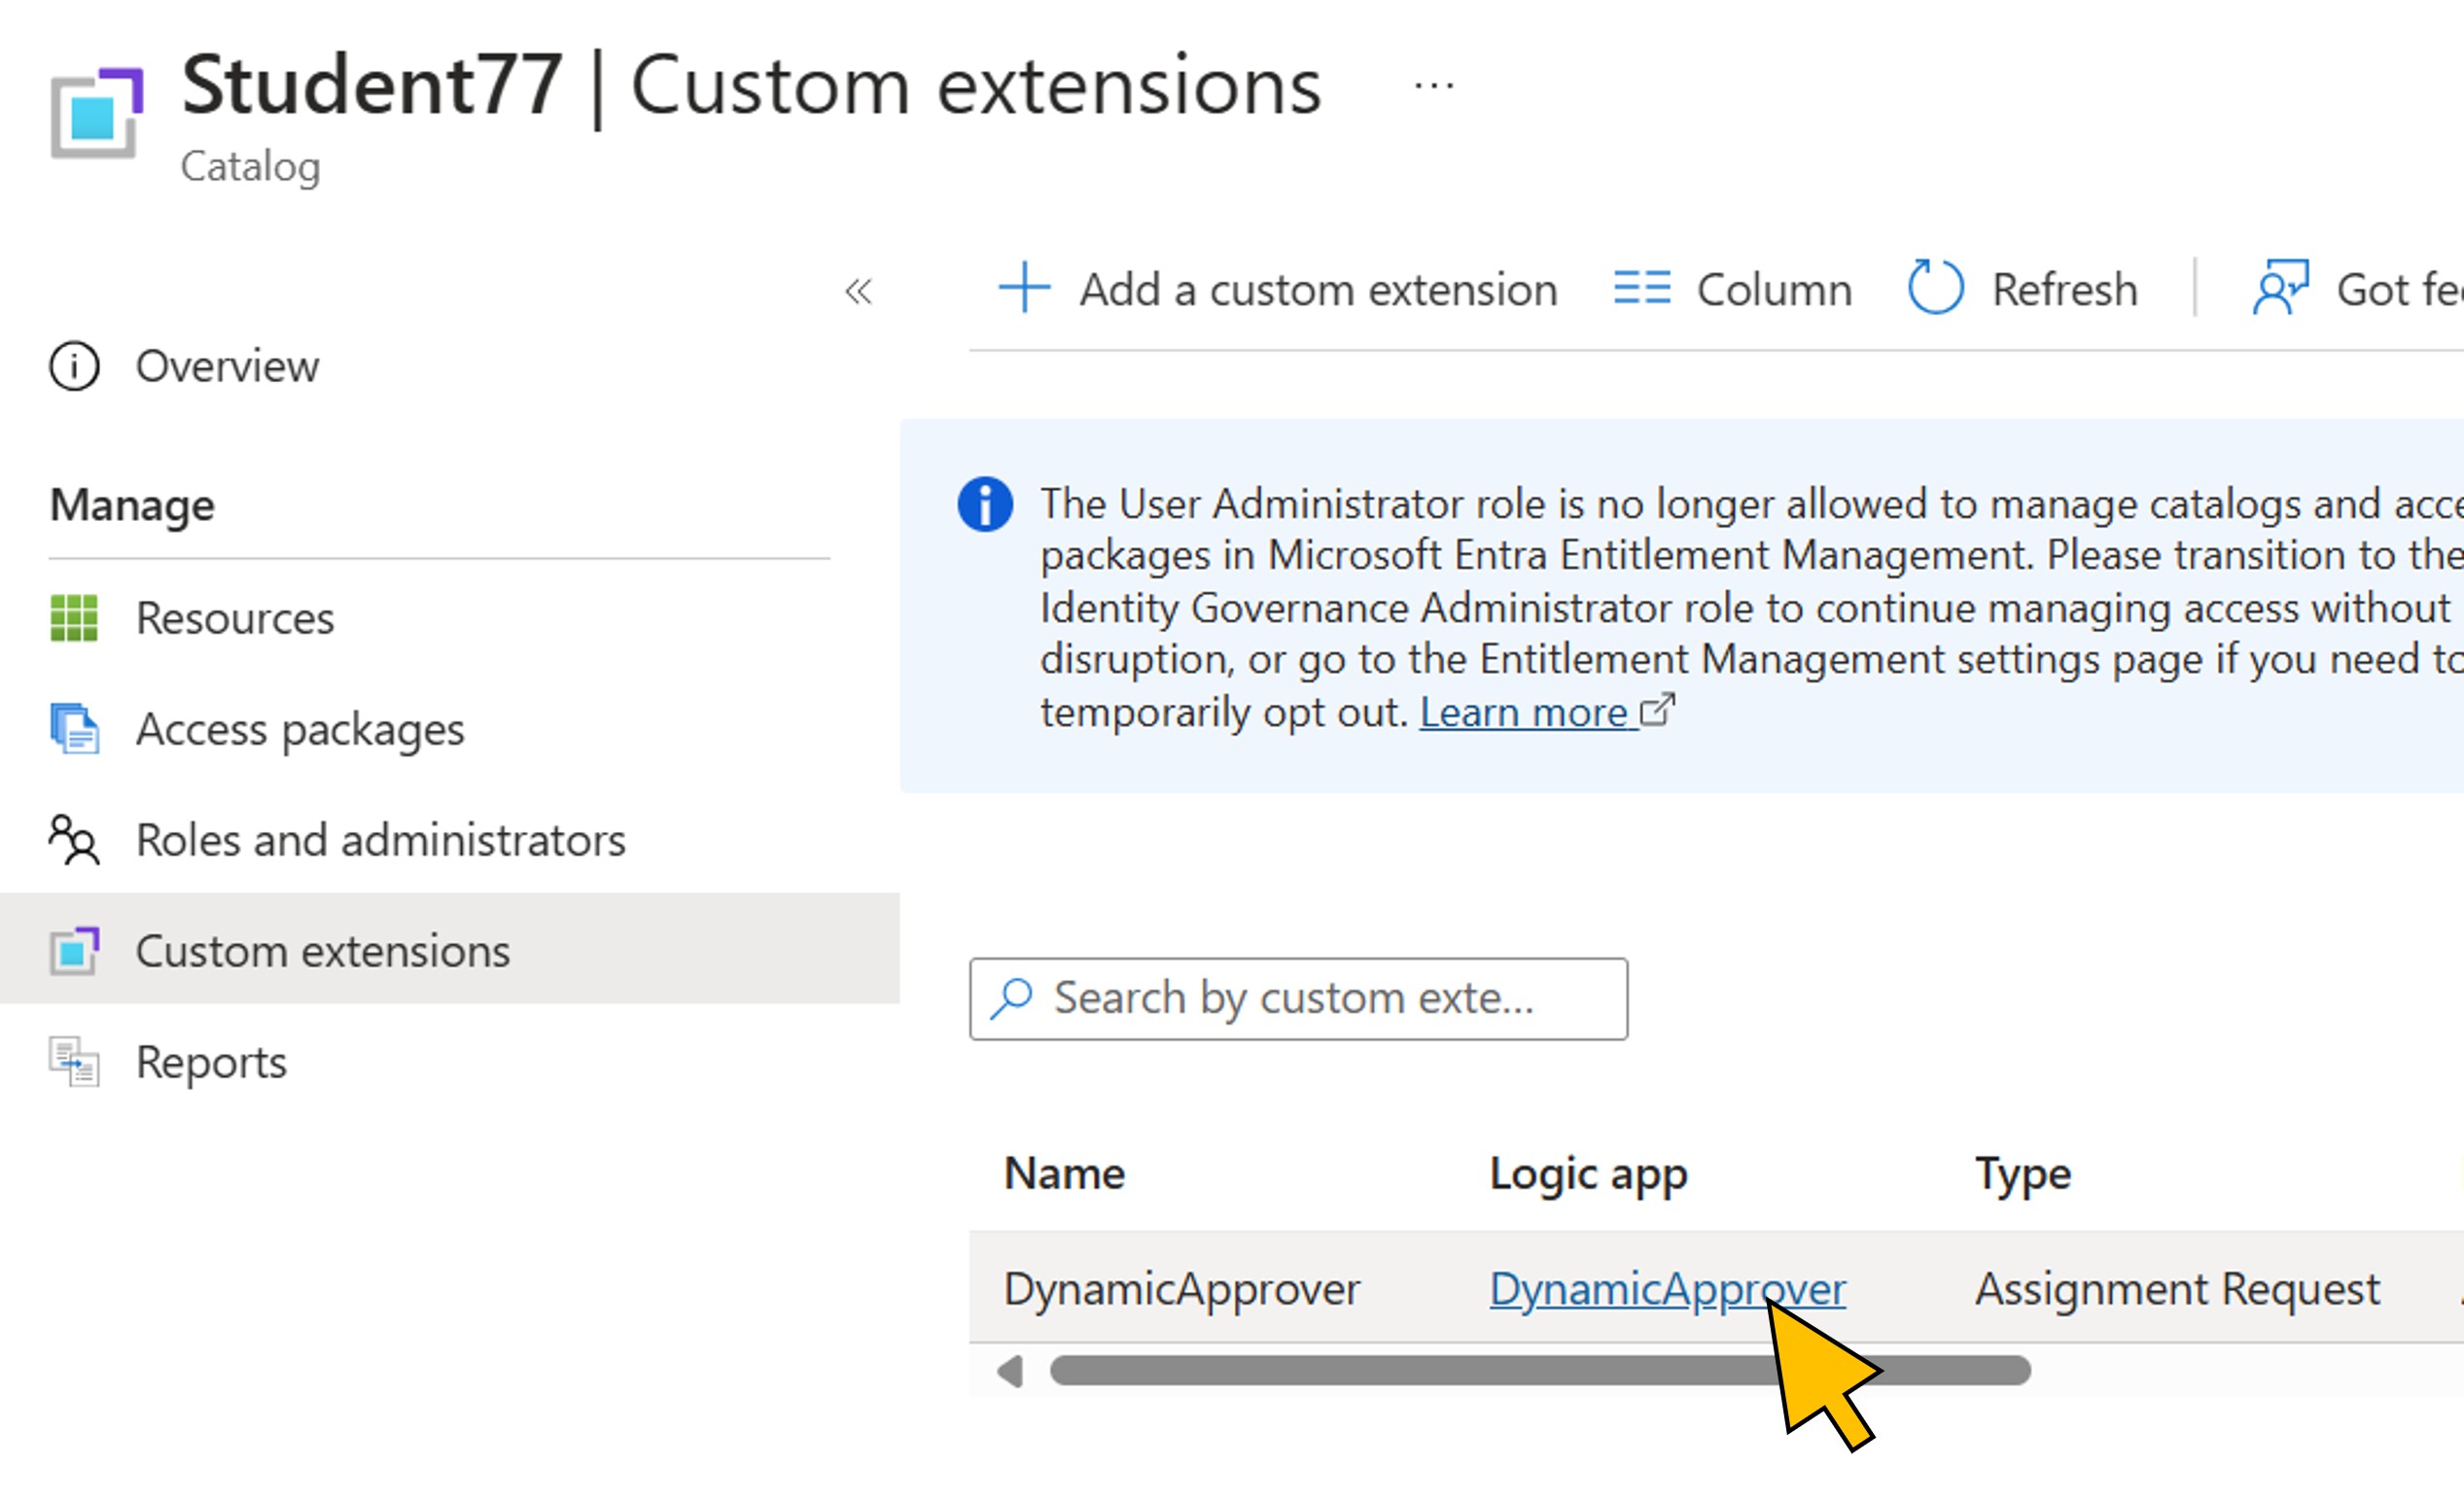 Student77 | Custom extensions ...
Catalog
Add a custom extension Column Refresh Got
Overview
Manage
Resources
Access packages
Roles and administrators
Custom extensions
Reports
The User Administrator role is no longer allowed to manage catalogs and
packages in Microsoft Entra Entitlement Management. Please transition to the
Identity Governance Administrator role to continue managing access without
disruption, or go to the Entitlement Management settings page if you need to
temporarily opt out. Learn more
Search by custom exte...
Name Logic app Type
DynamicApprover DynamicApprover Assignment Request